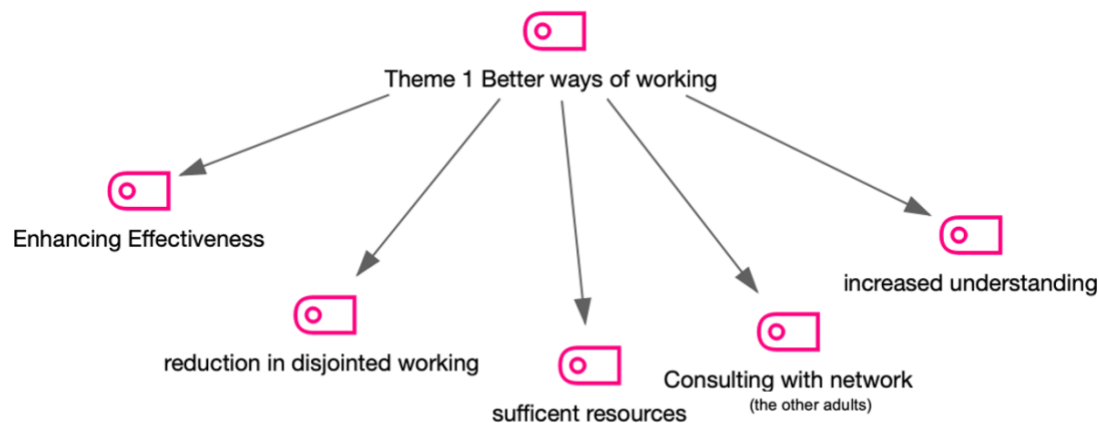 Theme 1 Better ways of working
Enhancing Effectiveness
increased understanding
reduction in disjointed working
Consulting with network
(the other adults)
sufficent resources